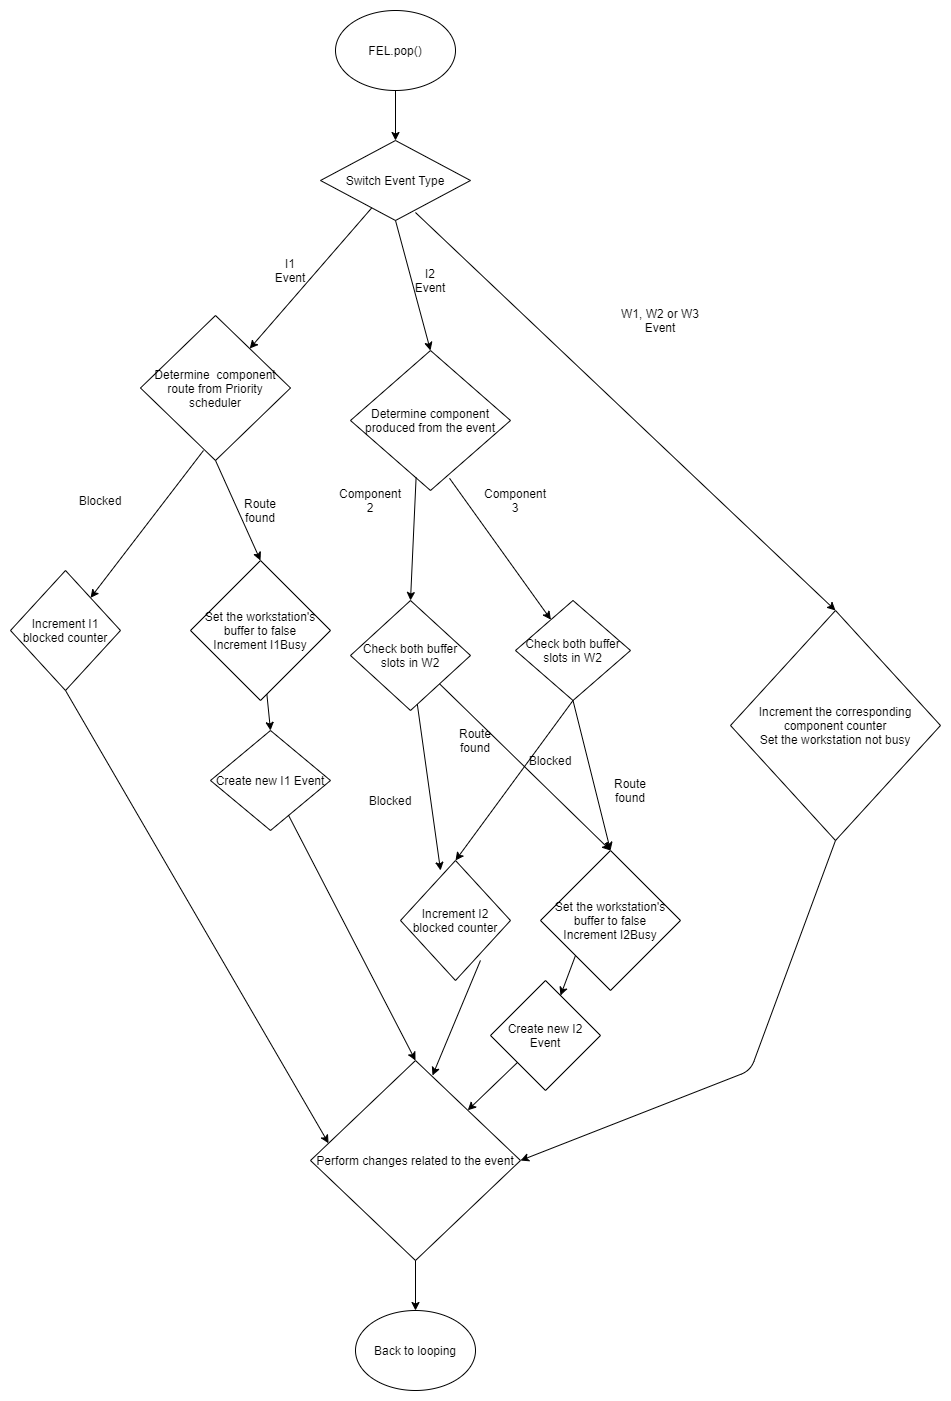 FEL.pop()
Switch Event Type
I1
Event
I2
Event
W1, W2 or W3
Event
Determine  component
route from Priority
scheduler
Determine component
produced from the event
Blocked
Route
found
Component
2
Component
3
Increment I1
blocked counter
Set the workstation's
buffer to false
Increment I1Busy
Check both buffer
slots in W2
Check both buffer
slots in W2
Increment the corresponding
component counter
Set the workstation not busy
Create new I1 Event
Route
found
Blocked
Blocked
Route
found
Increment I2
blocked counter
Set the workstation's
buffer to false
Increment I2Busy
Create new I2
Event
Perform changes related to the event
Back to looping